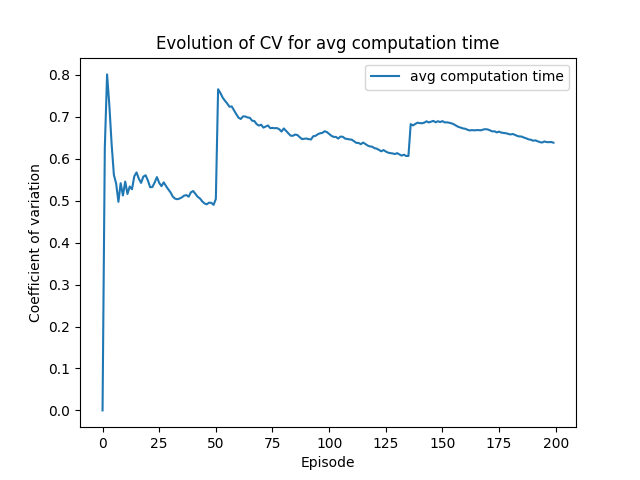 Evolution of CV for avg computation time
avg computation time
Coefficient of variation
0.8
0.7
0.6
0.5
0.4
0.3
0.2
0.1
0.0
0 25 50 75 100 125 150 175 200
Episode